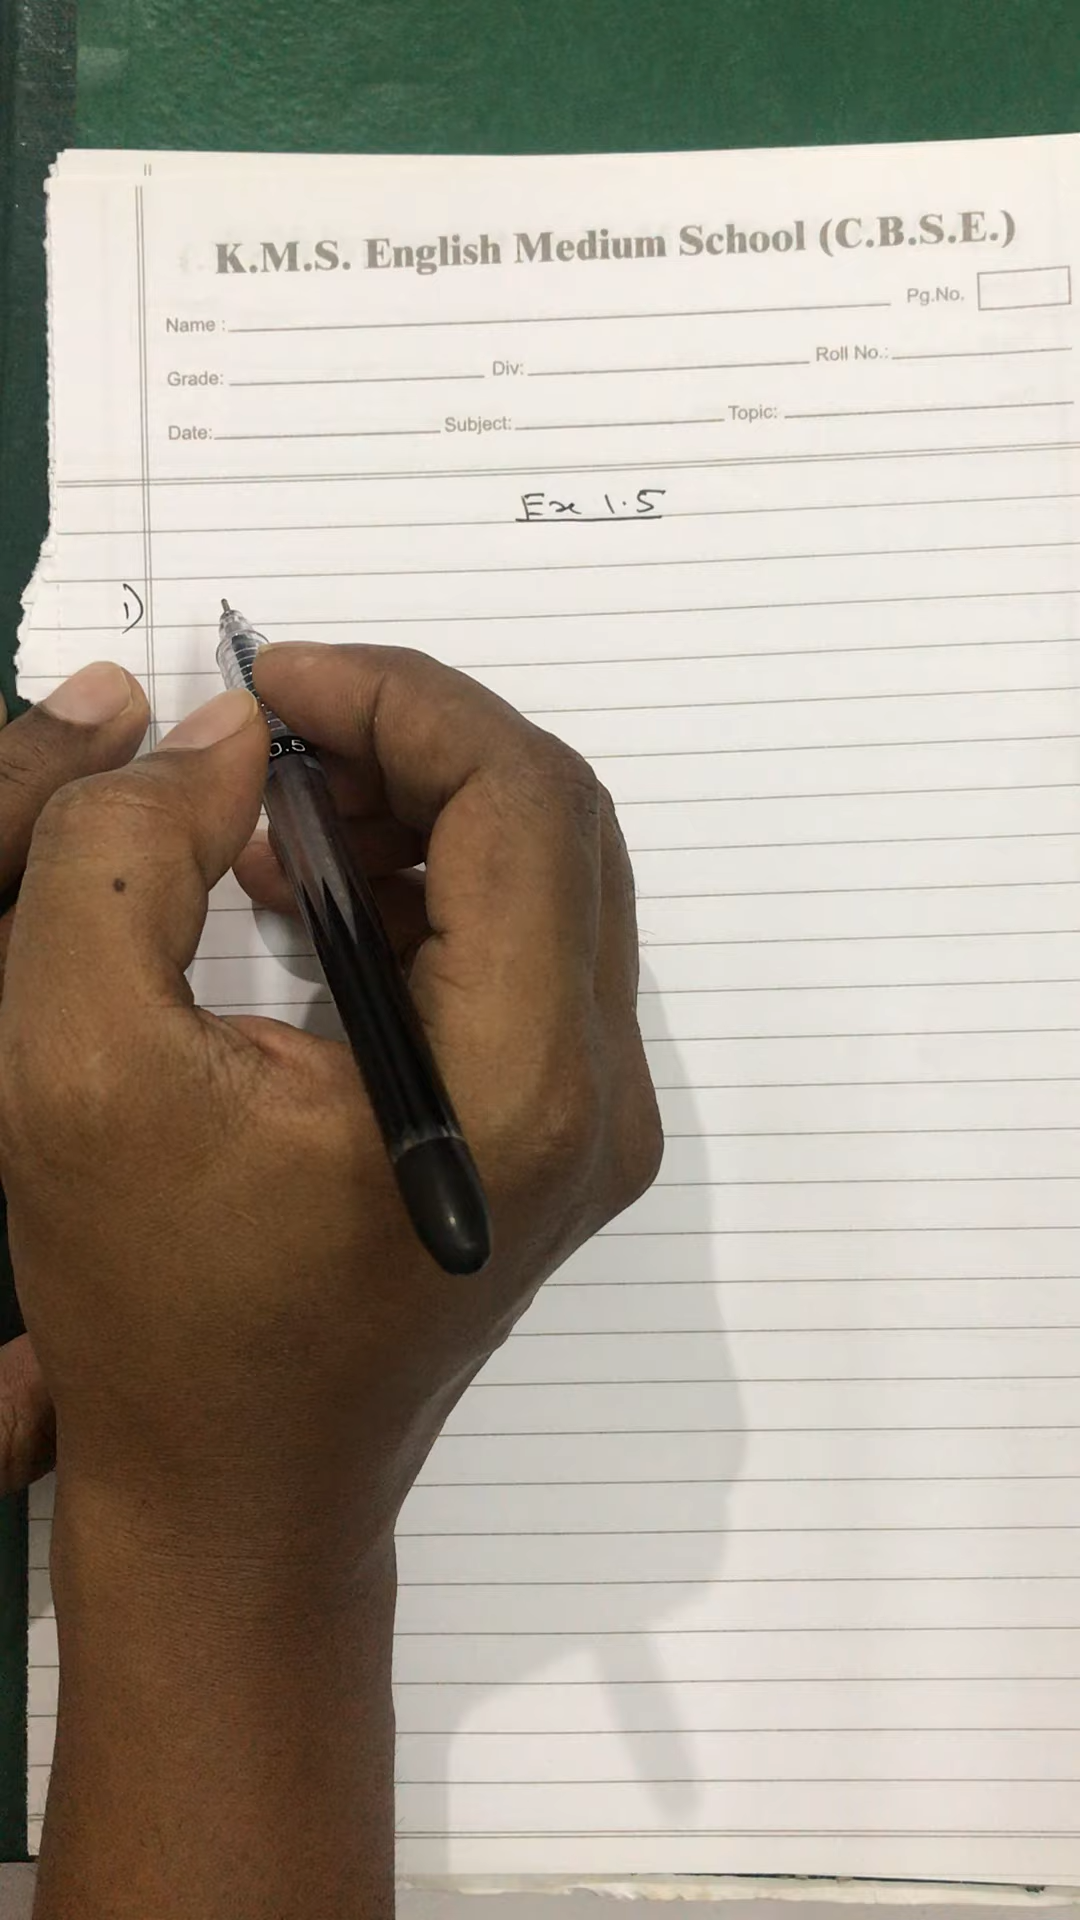 K.M.S. English Medium School (C.B.S.E.)
Pg.No.
Name :
Grade: Div: Roll No.:
Date: Subject: Topic:
Ex 1.5
1)
0.5